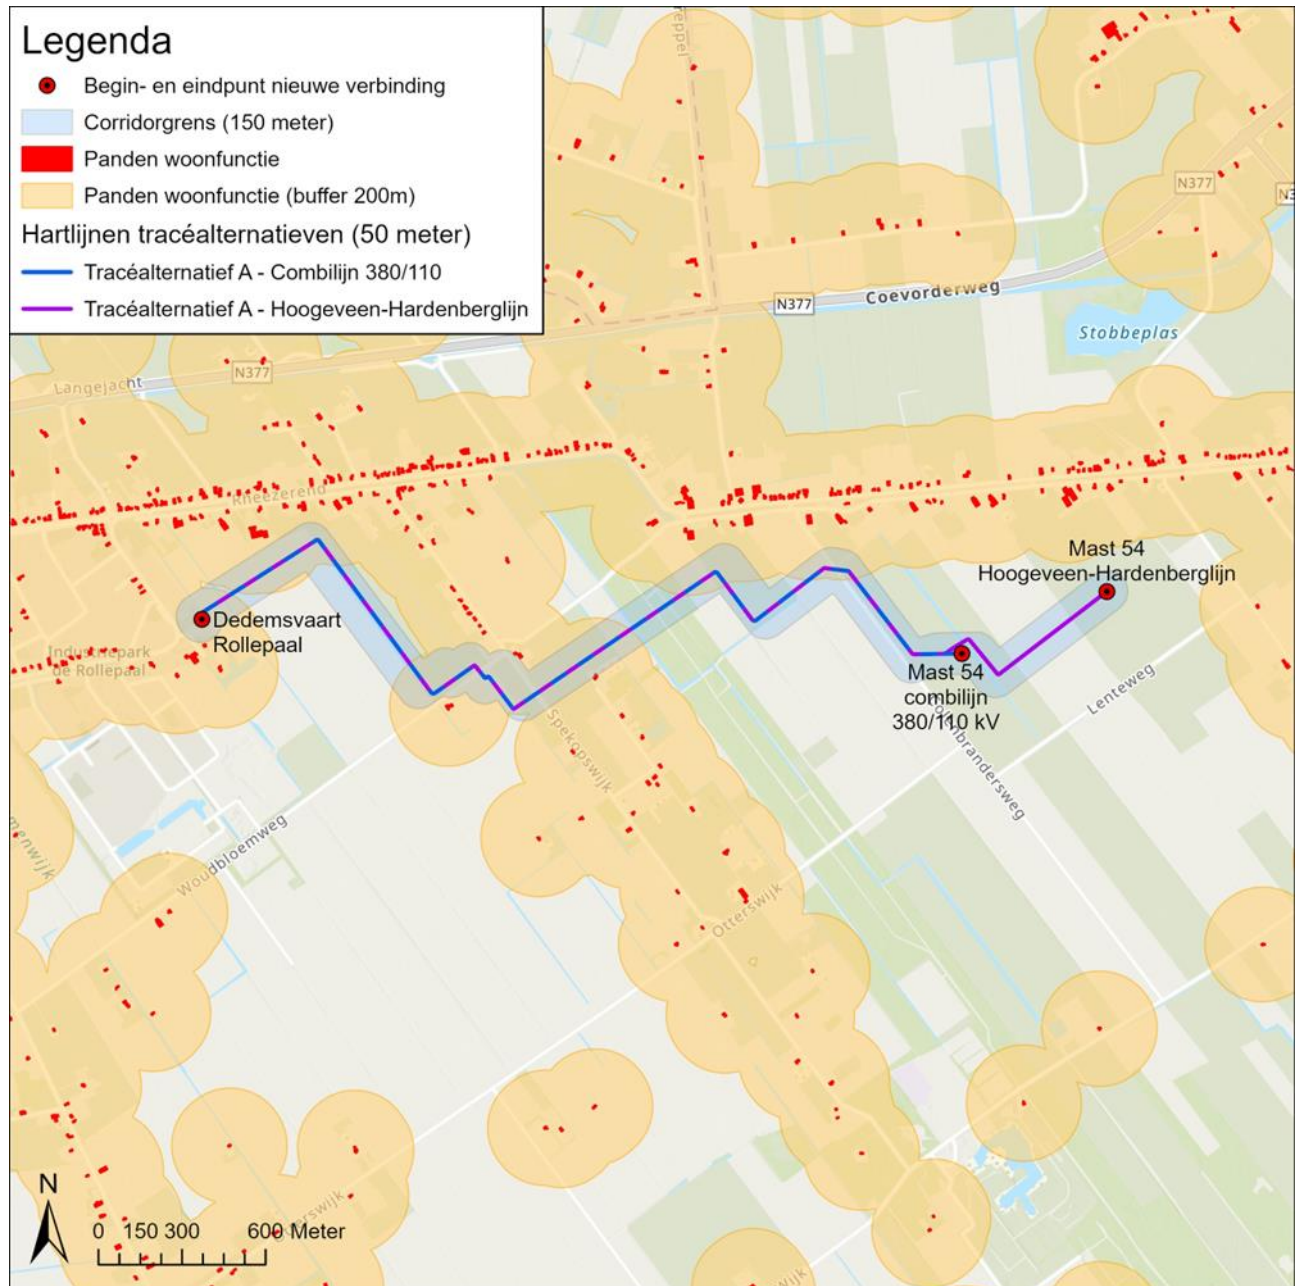 Legenda
Begin- en eindpunt nieuwe verbinding
Corridorgrens (150 meter)
Panden woonfunctie
Panden woonfunctie (buffer 200m)
Hartlijnen tracéalternatieven (50 meter)
Tracéalternatief A - Combilijn 380/110
Tracéalternatief A - Hoogeveen-Hardenberglijn
N377
N377
Coevorderweg
Stobbeplas
Langejacht
N377
Rheezerend
Mast 54
Hoogeveen-Hardenberglijn
Dedemsvaart
Rollepaal
Industriepark
de Rollepaal
Mast 54
combilijn
380/110 kV
Lenteweg
Spekopswijk
Woudbloemweg
Otterswijk
N
0 150 300 600 Meter